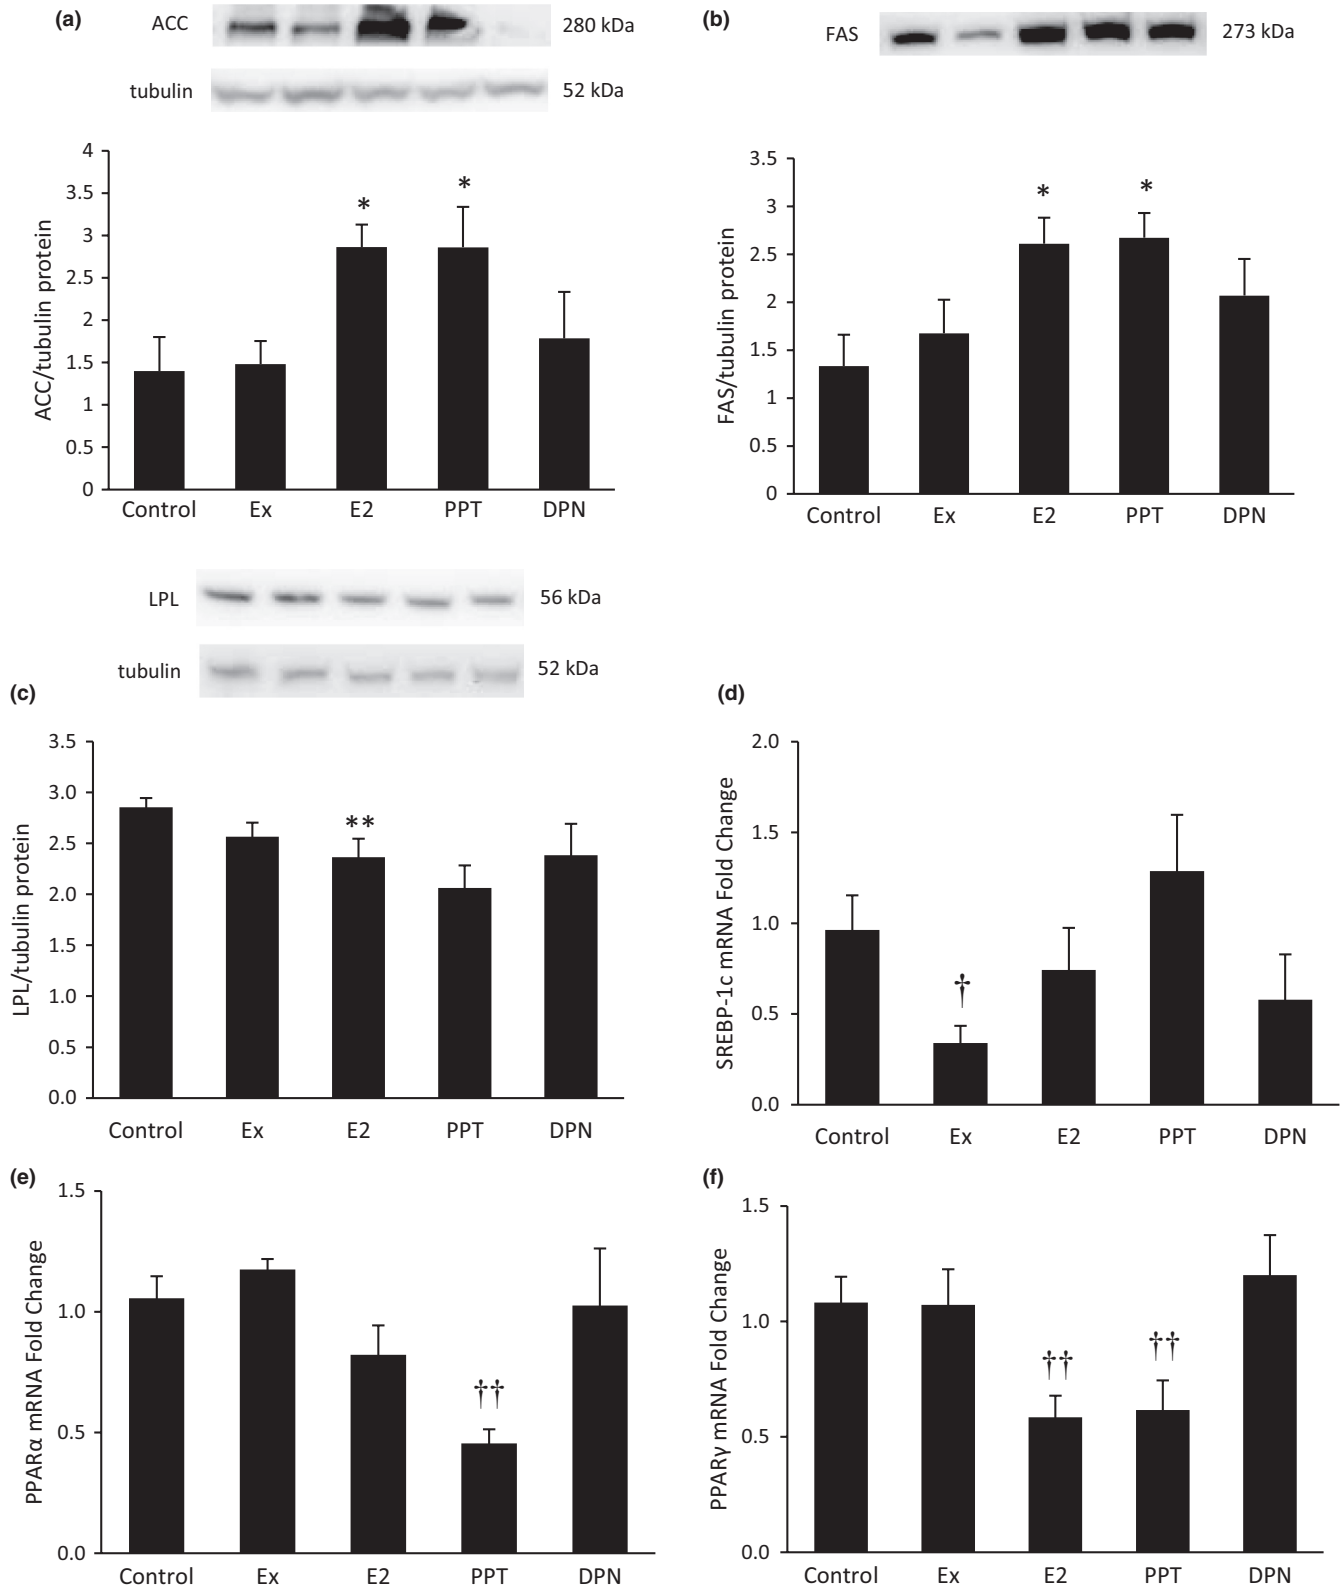 (a)
ACC
280 kDa
tubulin
52 kDa
4
3.5
3
2.5
2
1.5
1
0.5
0
ACC/tubulin protein
*
*
Control Ex E2 PPT DPN
(b)
FAS
273 kDa
3.5
3
2.5
2
1.5
1
0.5
0
FAS/tubulin protein
*
*
Control Ex E2 PPT DPN
LPL
56 kDa
tubulin
52 kDa
(c)
3.5
3.0
2.5
2.0
1.5
1.0
0.5
0.0
LPL/tubulin protein
**
Control Ex E2 PPT DPN
(d)
2.0
1.5
1.0
0.5
0.0
SREBP-1c mRNA Fold Change
†
Control Ex E2 PPT DPN
(e)
1.5
1.0
0.5
0.0
PPARα mRNA Fold Change
††
Control Ex E2 PPT DPN
(f)
1.5
1.0
0.5
0.0
PPARγ mRNA Fold Change
††
††
Control Ex E2 PPT DPN